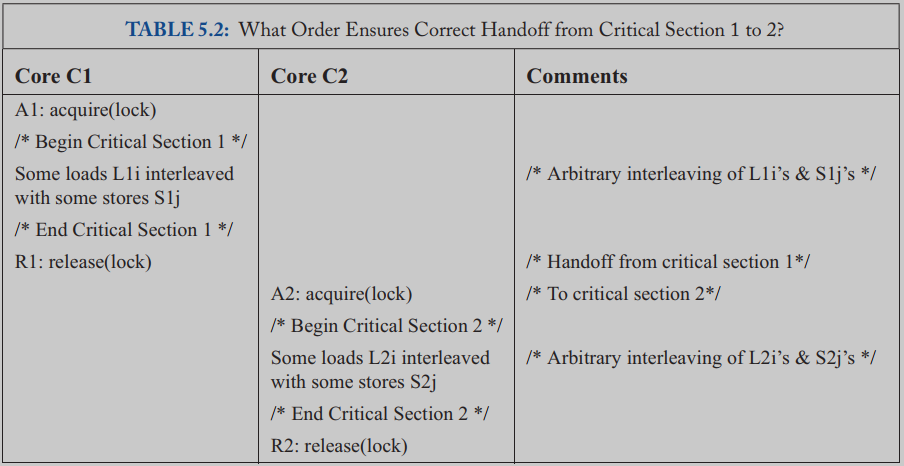 TABLE 5.2: What Order Ensures Correct Handoff from Critical Section 1 to 2?
Core C1 Core C2 Comments
A1: acquire(lock)
/* Begin Critical Section 1 */
Some loads L1i interleaved /* Arbitrary interleaving of L1i’s & S1j’s */
with some stores S1j
/* End Critical Section 1 */
R1: release(lock) /* Handoff from critical section 1*/
A2: acquire(lock) /* To critical section 2*/
/* Begin Critical Section 2 */
Some loads L2i interleaved /* Arbitrary interleaving of L2i’s & S2j’s */
with some stores S2j
/* End Critical Section 2 */
R2: release(lock)